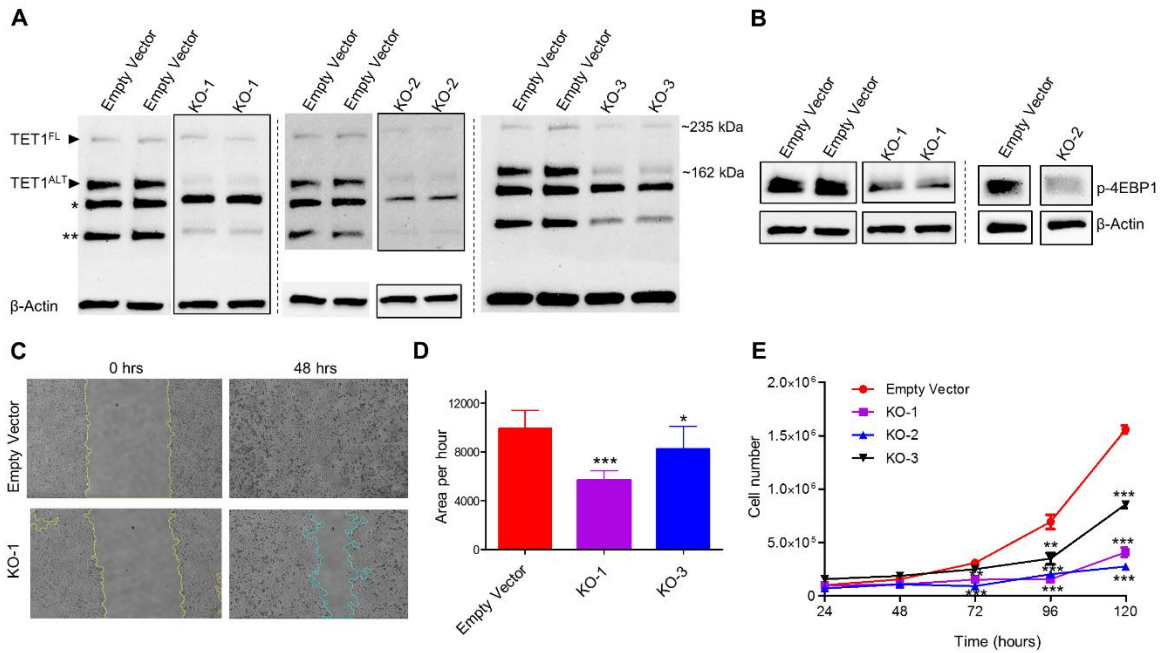 A
Empty Vector
Empty Vector
KO-1
KO-1
Empty Vector
Empty Vector
KO-2
KO-2
Empty Vector
Empty Vector
KO-3
KO-3
TET1FL
TET1ALT
*
**
β-Actin
~235 kDa
~162 kDa
B
Empty Vector
Empty Vector
KO-1
KO-1
Empty Vector
KO-2
p-4EBP1
β-Actin
C
0 hrs
48 hrs
Empty Vector
KO-1
D
Area per hour
12000
8000
4000
0
***
*
Empty Vector
KO-1
KO-3
E
Cell number
2.0×10⁶
1.5×10⁶
1.0×10⁶
5.0×10⁵
0.0
Empty Vector
KO-1
KO-2
KO-3
**
***
**
***
***
***
***
***
24
48
72
96
120
Time (hours)